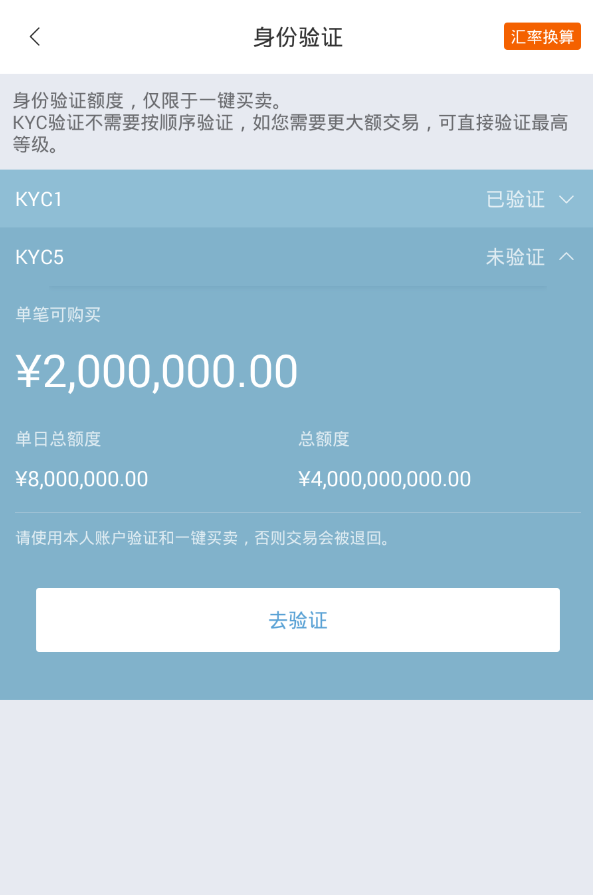 身份验证
汇率换算
身份验证额度，仅限于一键买卖。
KYC验证不需要按顺序验证，如您需要更大额交易，可直接验证最高
等级。
KYC1 已验证
KYC5 未验证
单笔可购买
¥2,000,000.00
单日总额度 总额度
¥8,000,000.00 ¥4,000,000,000.00
请使用本人账户验证和一键买卖，否则交易会被退回。
去验证